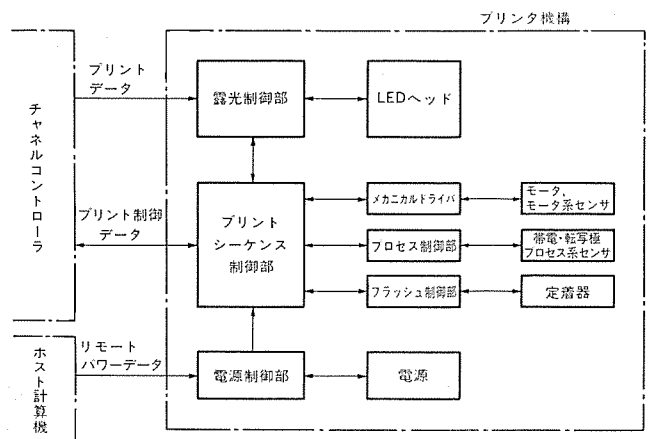 プリンタ機構
チャネルコントローラ
プリント
データ
露光制御部
LEDヘッド
プリント制御
データ
プリント
シーケンス
制御部
メカニカルドライバ
モータ,
モータ系センサ
プロセス制御部
帯電・転写極
プロセス系センサ
フラッシュ制御部
定着器
ホスト計算機
リモート
パワーデータ
電源制御部
電源